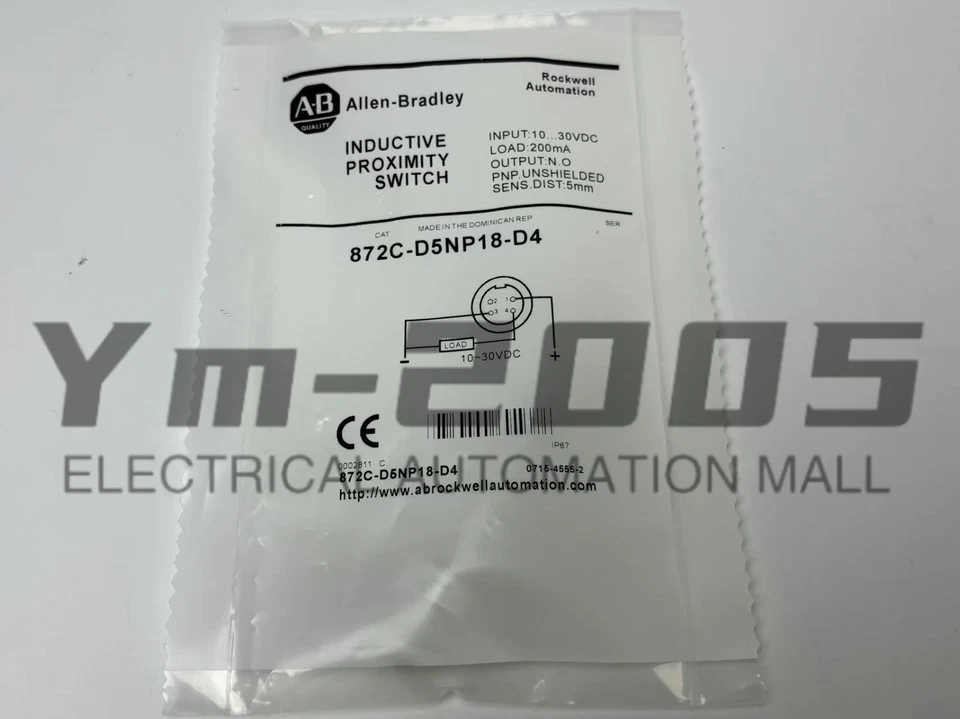 Rockwell
Automation
A-B
QUALITY
Allen-Bradley
INDUCTIVE
PROXIMITY
SWITCH
INPUT:10...30VDC
LOAD:200mA
OUTPUT:N.O
PNP.UNSHIELDED
SENS.DIST:5mm
CAT
MADE IN THE DOMINICAN REP
SER
872C-D5NP18-D4
2
1
3
4
LOAD
10~30VDC
-
+
Ym-2005
ELECTRICAL AUTOMATION MALL
CE
IP67
0002811 C
872C-D5NP18-D4
0715-4555-2
http://www.abrockwellautomation.com